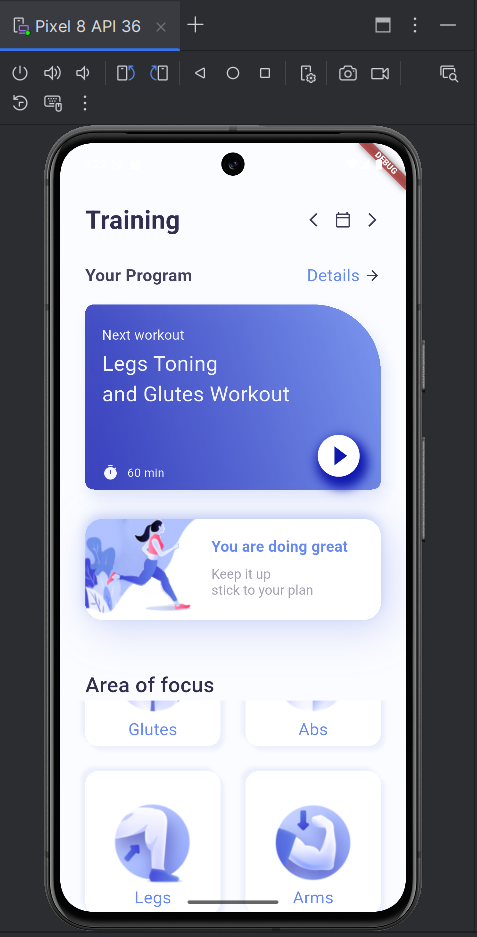 Pixel 8 API 36
DEBUG
Training
Your Program
Details
Next workout
Legs Toning
and Glutes Workout
60 min
You are doing great
Keep it up
stick to your plan
Area of focus
Glutes
Abs
Legs
Arms